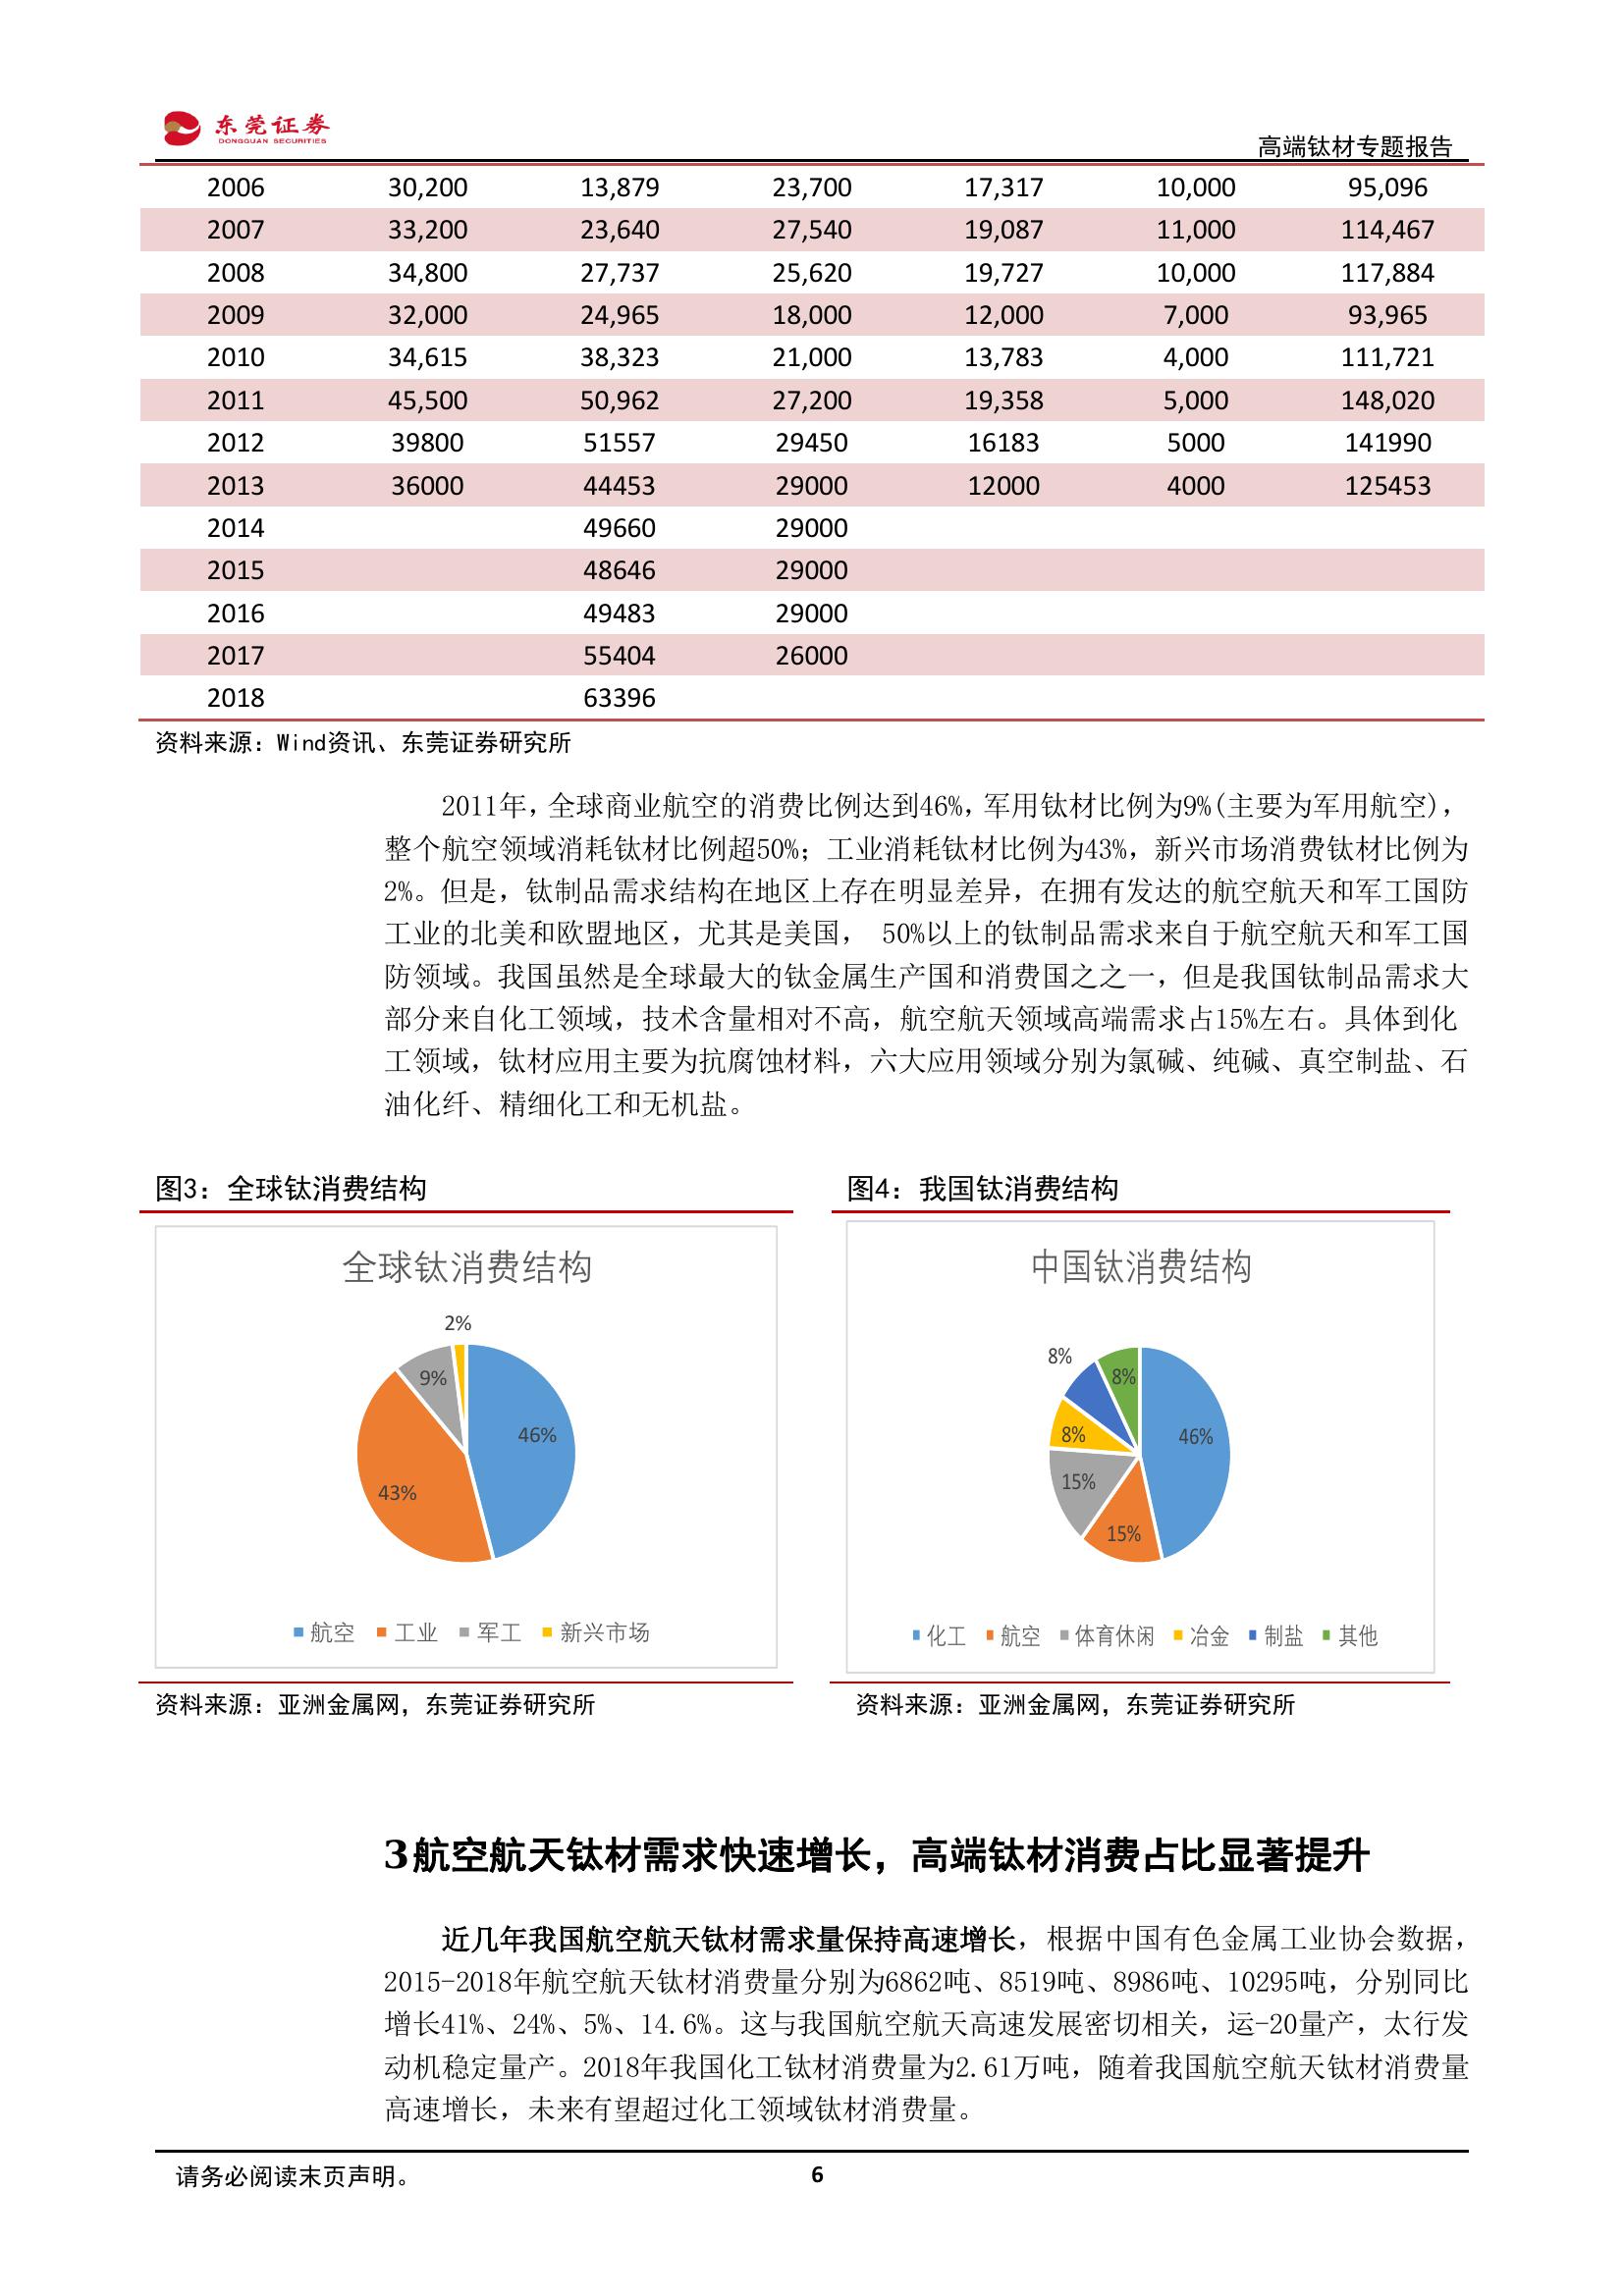 东莞证券
DONGGUAN SECURITIES
高端钛材专题报告
2006 30,200 13,879 23,700 17,317 10,000 95,096
2007 33,200 23,640 27,540 19,087 11,000 114,467
2008 34,800 27,737 25,620 19,727 10,000 117,884
2009 32,000 24,965 18,000 12,000 7,000 93,965
2010 34,615 38,323 21,000 13,783 4,000 111,721
2011 45,500 50,962 27,200 19,358 5,000 148,020
2012 39800 51557 29450 16183 5000 141990
2013 36000 44453 29000 12000 4000 125453
2014 49660 29000
2015 48646 29000
2016 49483 29000
2017 55404 26000
2018 63396
资料来源：Wind资讯、东莞证券研究所
2011年，全球商业航空的消费比例达到46%，军用钛材比例为9%(主要为军用航空)，
整个航空领域消耗钛材比例超50%；工业消耗钛材比例为43%，新兴市场消费钛材比例为
2%。但是，钛制品需求结构在地区上存在明显差异，在拥有发达的航空航天和军工国防
工业的北美和欧盟地区，尤其是美国， 50%以上的钛制品需求来自于航空航天和军工国
防领域。我国虽然是全球最大的钛金属生产国和消费国之之一，但是我国钛制品需求大
部分来自化工领域，技术含量相对不高，航空航天领域高端需求占15%左右。具体到化
工领域，钛材应用主要为抗腐蚀材料，六大应用领域分别为氯碱、纯碱、真空制盐、石
油化纤、精细化工和无机盐。
图3：全球钛消费结构
全球钛消费结构
2%
9%
46%
43%
航空 工业 军工 新兴市场
资料来源：亚洲金属网，东莞证券研究所
图4：我国钛消费结构
中国钛消费结构
8%
8%
8%
46%
15%
15%
化工 航空 体育休闲 冶金 制盐 其他
资料来源：亚洲金属网，东莞证券研究所
3航空航天钛材需求快速增长，高端钛材消费占比显著提升
近几年我国航空航天钛材需求量保持高速增长，根据中国有色金属工业协会数据，
2015-2018年航空航天钛材消费量分别为6862吨、8519吨、8986吨、10295吨，分别同比
增长41%、24%、5%、14.6%。这与我国航空航天高速发展密切相关，运-20量产，太行发
动机稳定量产。2018年我国化工钛材消费量为2.61万吨，随着我国航空航天钛材消费量
高速增长，未来有望超过化工领域钛材消费量。
请务必阅读末页声明。
6